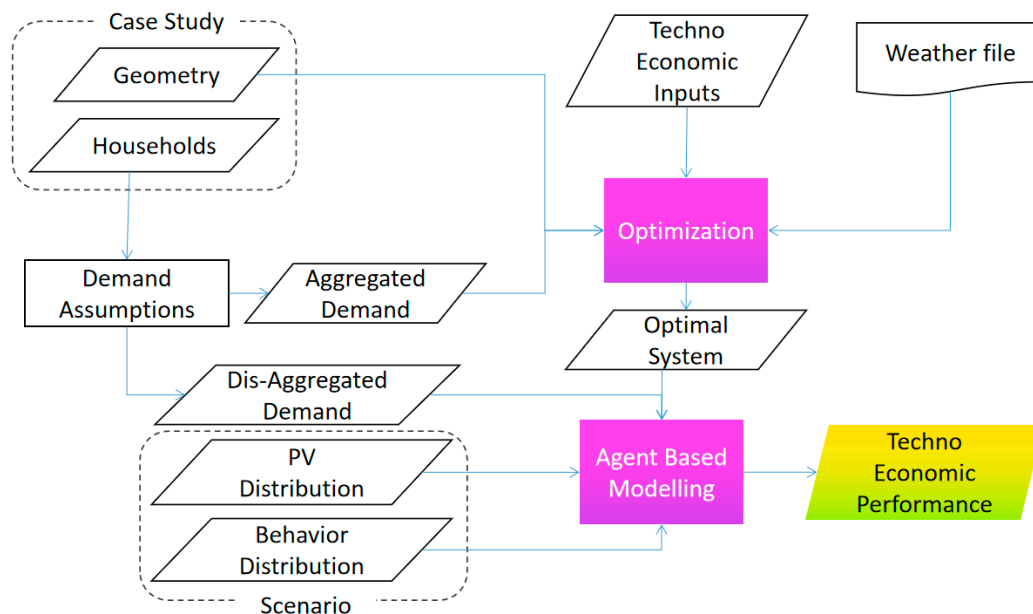 Case Study
Geometry
Households
Techno
Economic
Inputs
Weather file
Optimization
Demand
Assumptions
Aggregated
Demand
Optimal
System
Dis-Aggregated
Demand
PV
Distribution
Agent Based
Modelling
Techno
Economic
Performance
Behavior
Distribution
Scenario